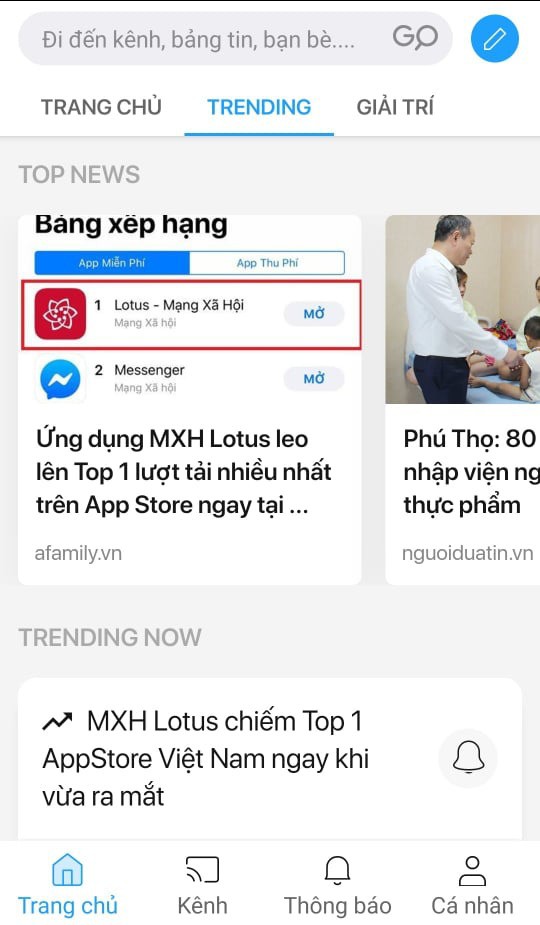 Đi đến kênh, bảng tin, bạn bè....
GO
TRANG CHỦ
TRENDING
GIẢI TRÍ
TOP NEWS
Bảng xếp hạng
App Miễn Phí
App Thu Phí
1 Lotus - Mạng Xã Hội
Mạng Xã hội
MỞ
2 Messenger
Mạng Xã hội
MỞ
Ứng dụng MXH Lotus leo
lên Top 1 lượt tải nhiều nhất
trên App Store ngay tại ...
afamily.vn
Phú Thọ: 80
nhập viện ng
thực phẩm
nguoiduatin.vn
TRENDING NOW
MXH Lotus chiếm Top 1
AppStore Việt Nam ngay khi
vừa ra mắt
Trang chủ
Kênh
Thông báo
Cá nhân